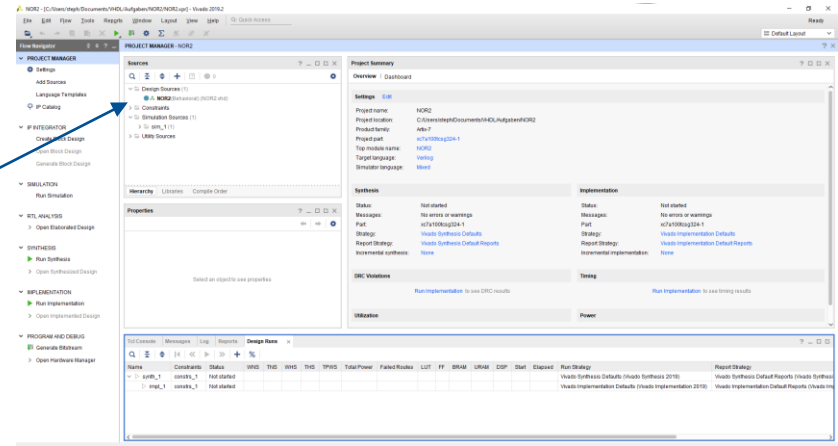 NOR2 - [C:/Users/steph/Documents/VHDL/Aufgaben/NOR2/NOR2.xpr] - Vivado 2019.2
File Edit Flow Tools Reports Window Layout View Help Quick Access
Ready
Default Layout
Flow Navigator
PROJECT MANAGER
Settings
Add Sources
Language Templates
IP Catalog
IP INTEGRATOR
Create Block Design
Open Block Design
Generate Block Design
SIMULATION
Run Simulation
RTL ANALYSIS
Open Elaborated Design
SYNTHESIS
Run Synthesis
Open Synthesized Design
IMPLEMENTATION
Run Implementation
Open Implemented Design
PROGRAM AND DEBUG
Generate Bitstream
Open Hardware Manager
PROJECT MANAGER - NOR2
Sources
Design Sources (1)
NOR2(Behavioral) (NOR2.vhd)
Constraints
Simulation Sources (1)
sim_1 (1)
Utility Sources
Hierarchy Libraries Compile Order
Properties
Select an object to see properties
Project Summary
Overview | Dashboard
Settings Edit
Project name: NOR2
Project location: C:/Users/steph/Documents/VHDL/Aufgaben/NOR2
Product family: Artix-7
Project part: xc7a100tcsg324-1
Top module name: NOR2
Target language: Verilog
Simulator language: Mixed
Synthesis
Status: Not started
Messages: No errors or warnings
Part: xc7a100tcsg324-1
Strategy: Vivado Synthesis Defaults
Report Strategy: Vivado Synthesis Default Reports
Incremental synthesis: None
Implementation
Status: Not started
Messages: No errors or warnings
Part: xc7a100tcsg324-1
Strategy: Vivado Implementation Defaults
Report Strategy: Vivado Implementation Default Reports
Incremental implementation: None
DRC Violations
Run Implementation to see DRC results
Timing
Run Implementation to see timing results
Utilization
Power
Tcl Console Messages Log Reports Design Runs
Name Constraints Status WNS TNS WHS THS TPWS Total Power Failed Routes LUT FF BRAM URAM DSP Start Elapsed Run Strategy Report Strategy
synth_1 constrs_1 Not started Vivado Synthesis Defaults (Vivado Synthesis 2019) Vivado Synthesis Default Reports (Vivado Synthesi
impl_1 constrs_1 Not started Vivado Implementation Defaults (Vivado Implementation 2019) Vivado Implementation Default Reports (Vivado Imp